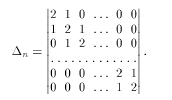 |2 1 0 … 0 0|
|1 2 1 … 0 0|
Δₙ = |0 1 2 … 0 0| .
|. . . . . . . . . . . . . .|
|0 0 0 … 2 1|
|0 0 0 … 1 2|